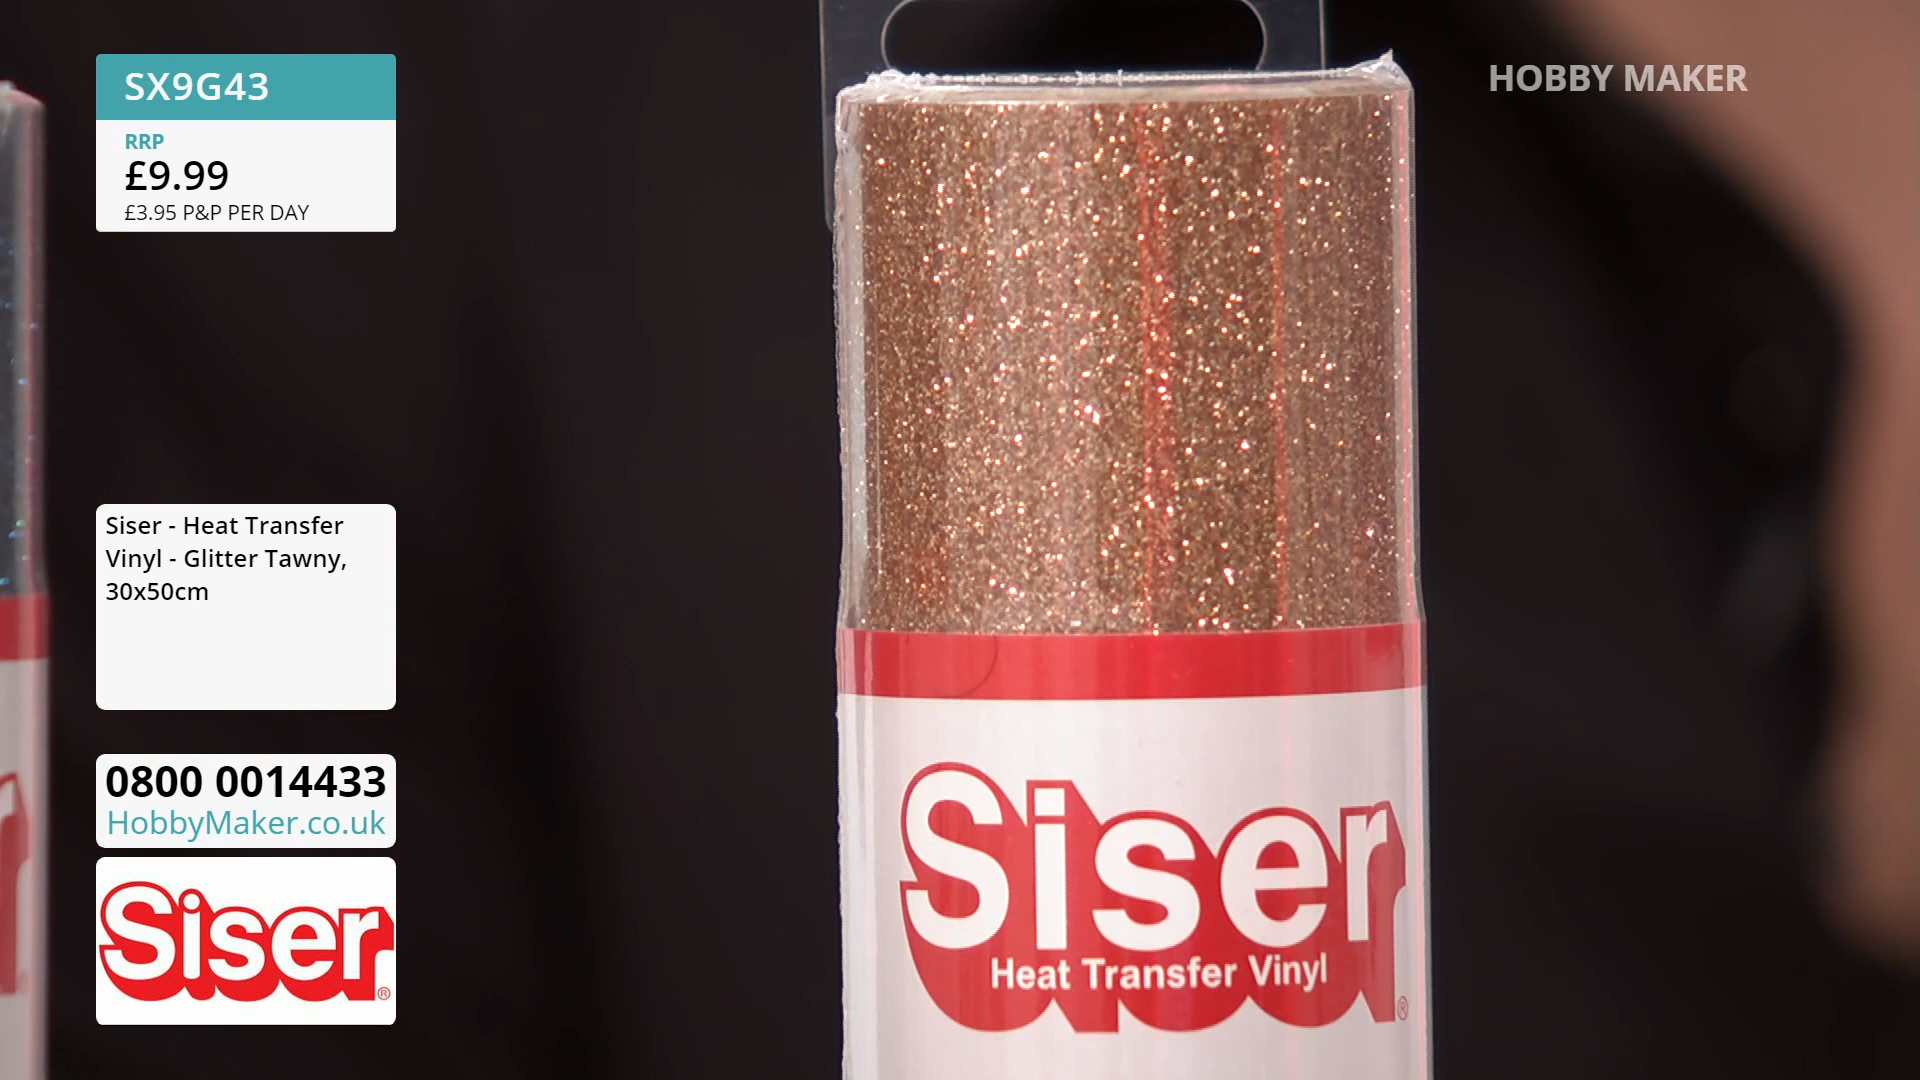 SX9G43
RRP
£9.99
£3.95 P&P PER DAY
Siser - Heat Transfer
Vinyl - Glitter Tawny,
30x50cm
0800 0014433
HobbyMaker.co.uk
Siser®
HOBBY MAKER
Siser®
Heat Transfer Vinyl